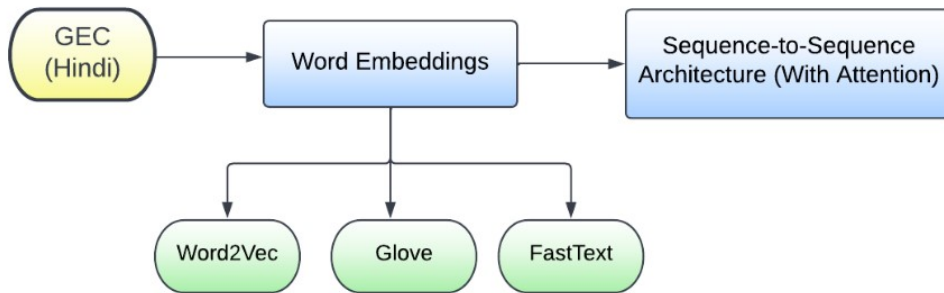 GEC
(Hindi)
Word Embeddings
Sequence-to-Sequence
Architecture (With Attention)
Word2Vec
Glove
FastText